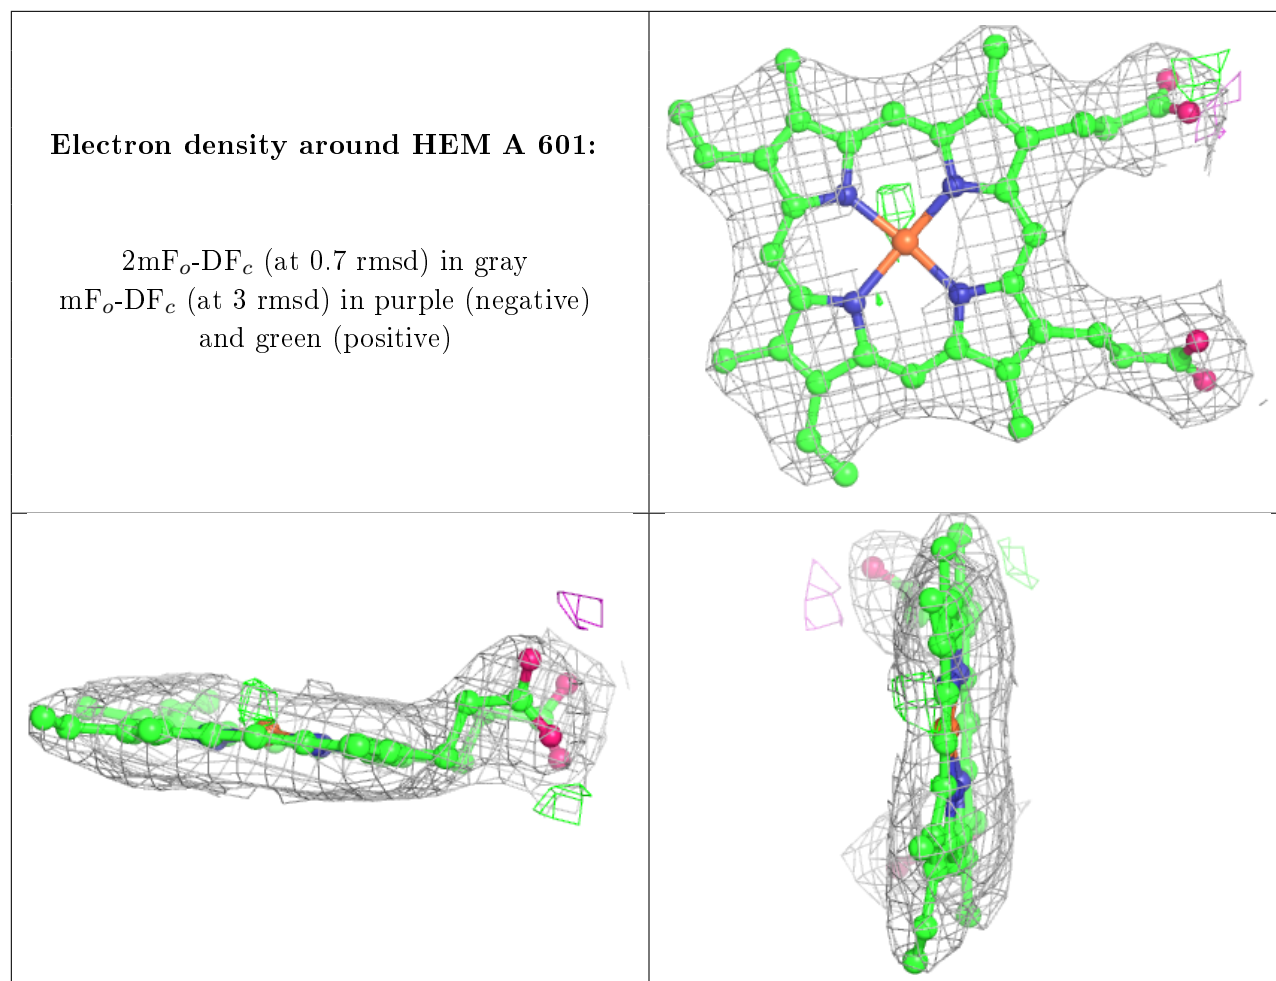 Electron density around HEM A 601:
2mFo-DFc (at 0.7 rmsd) in gray
mFo-DFc (at 3 rmsd) in purple (negative)
and green (positive)